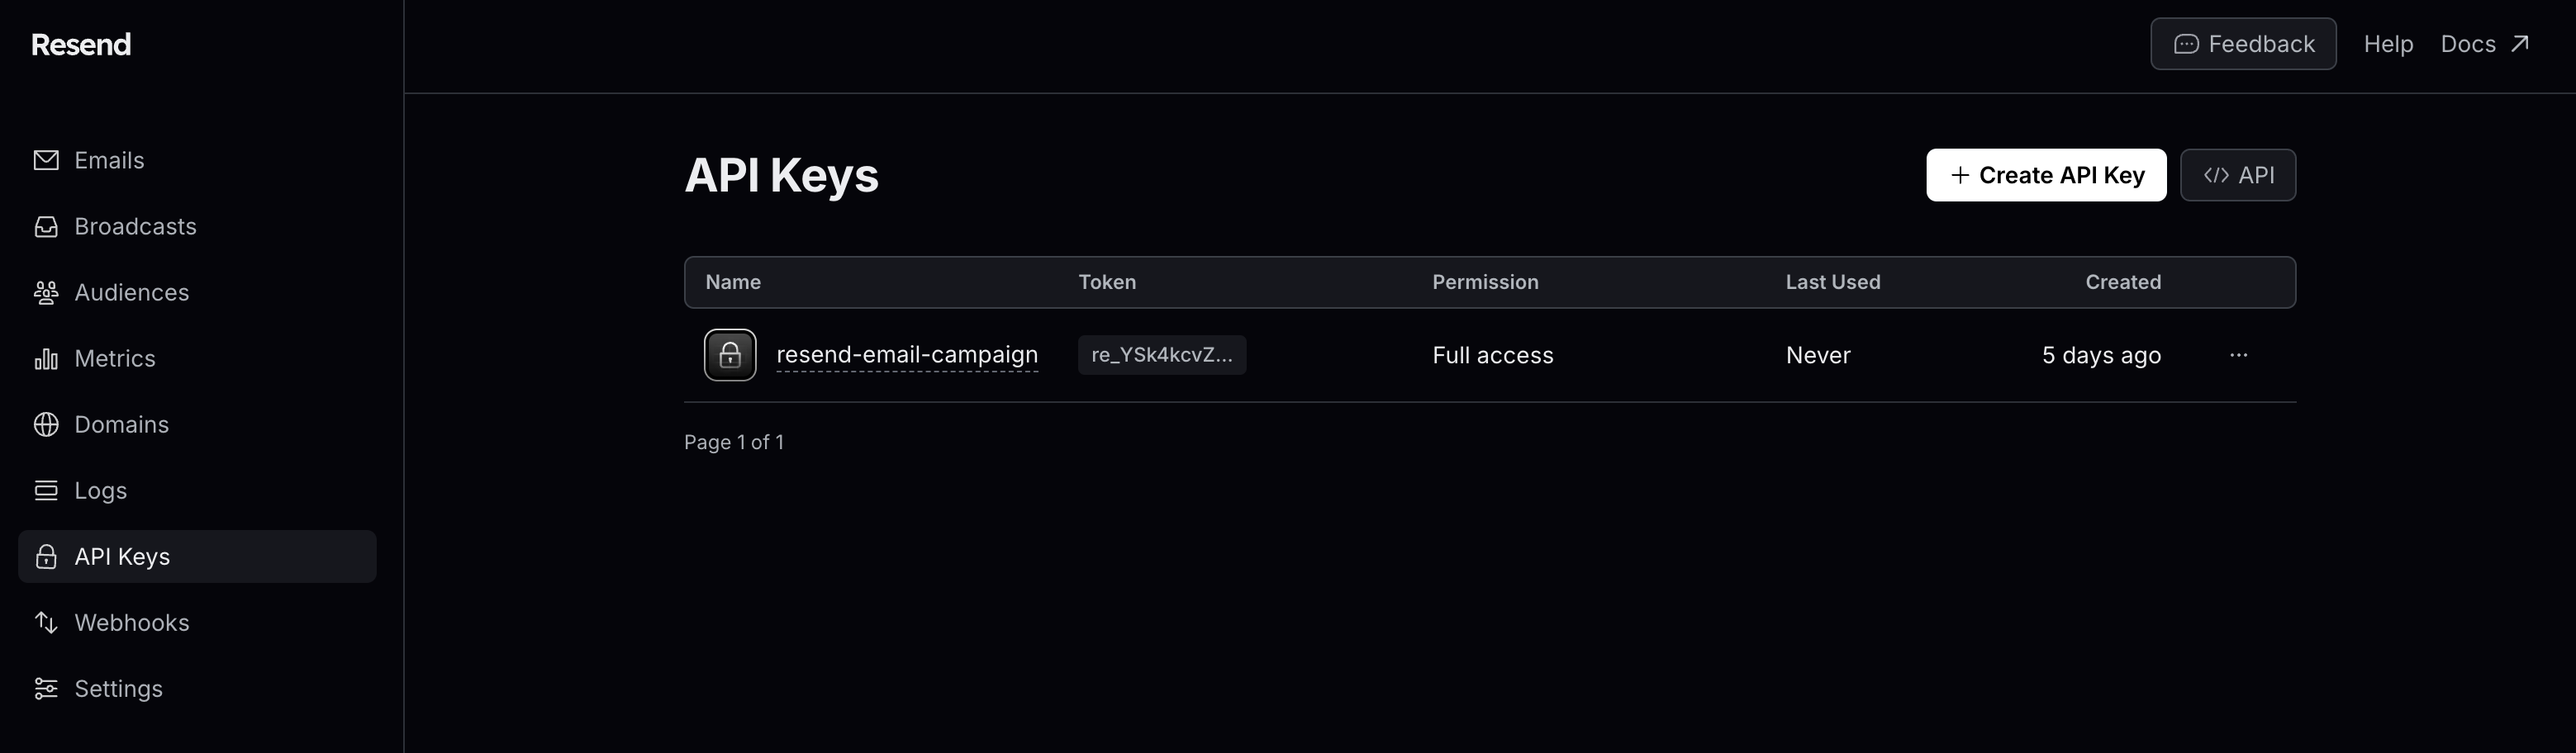 Resend
Feedback Help Docs
Emails
Broadcasts
Audiences
Metrics
Domains
Logs
API Keys
Webhooks
Settings
API Keys
+ Create API Key
</> API
Name Token Permission Last Used Created
resend-email-campaign re_YSk4kcvZ... Full access Never 5 days ago ...
Page 1 of 1